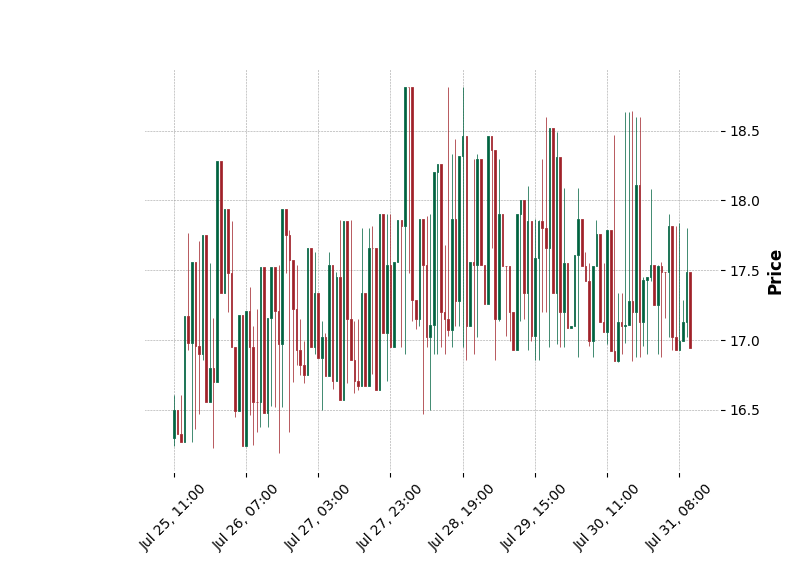 18.5
18.0
17.5
17.0
16.5
Price
Jul 25, 11:00
Jul 26, 07:00
Jul 27, 03:00
Jul 27, 23:00
Jul 28, 19:00
Jul 29, 15:00
Jul 30, 11:00
Jul 31, 08:00